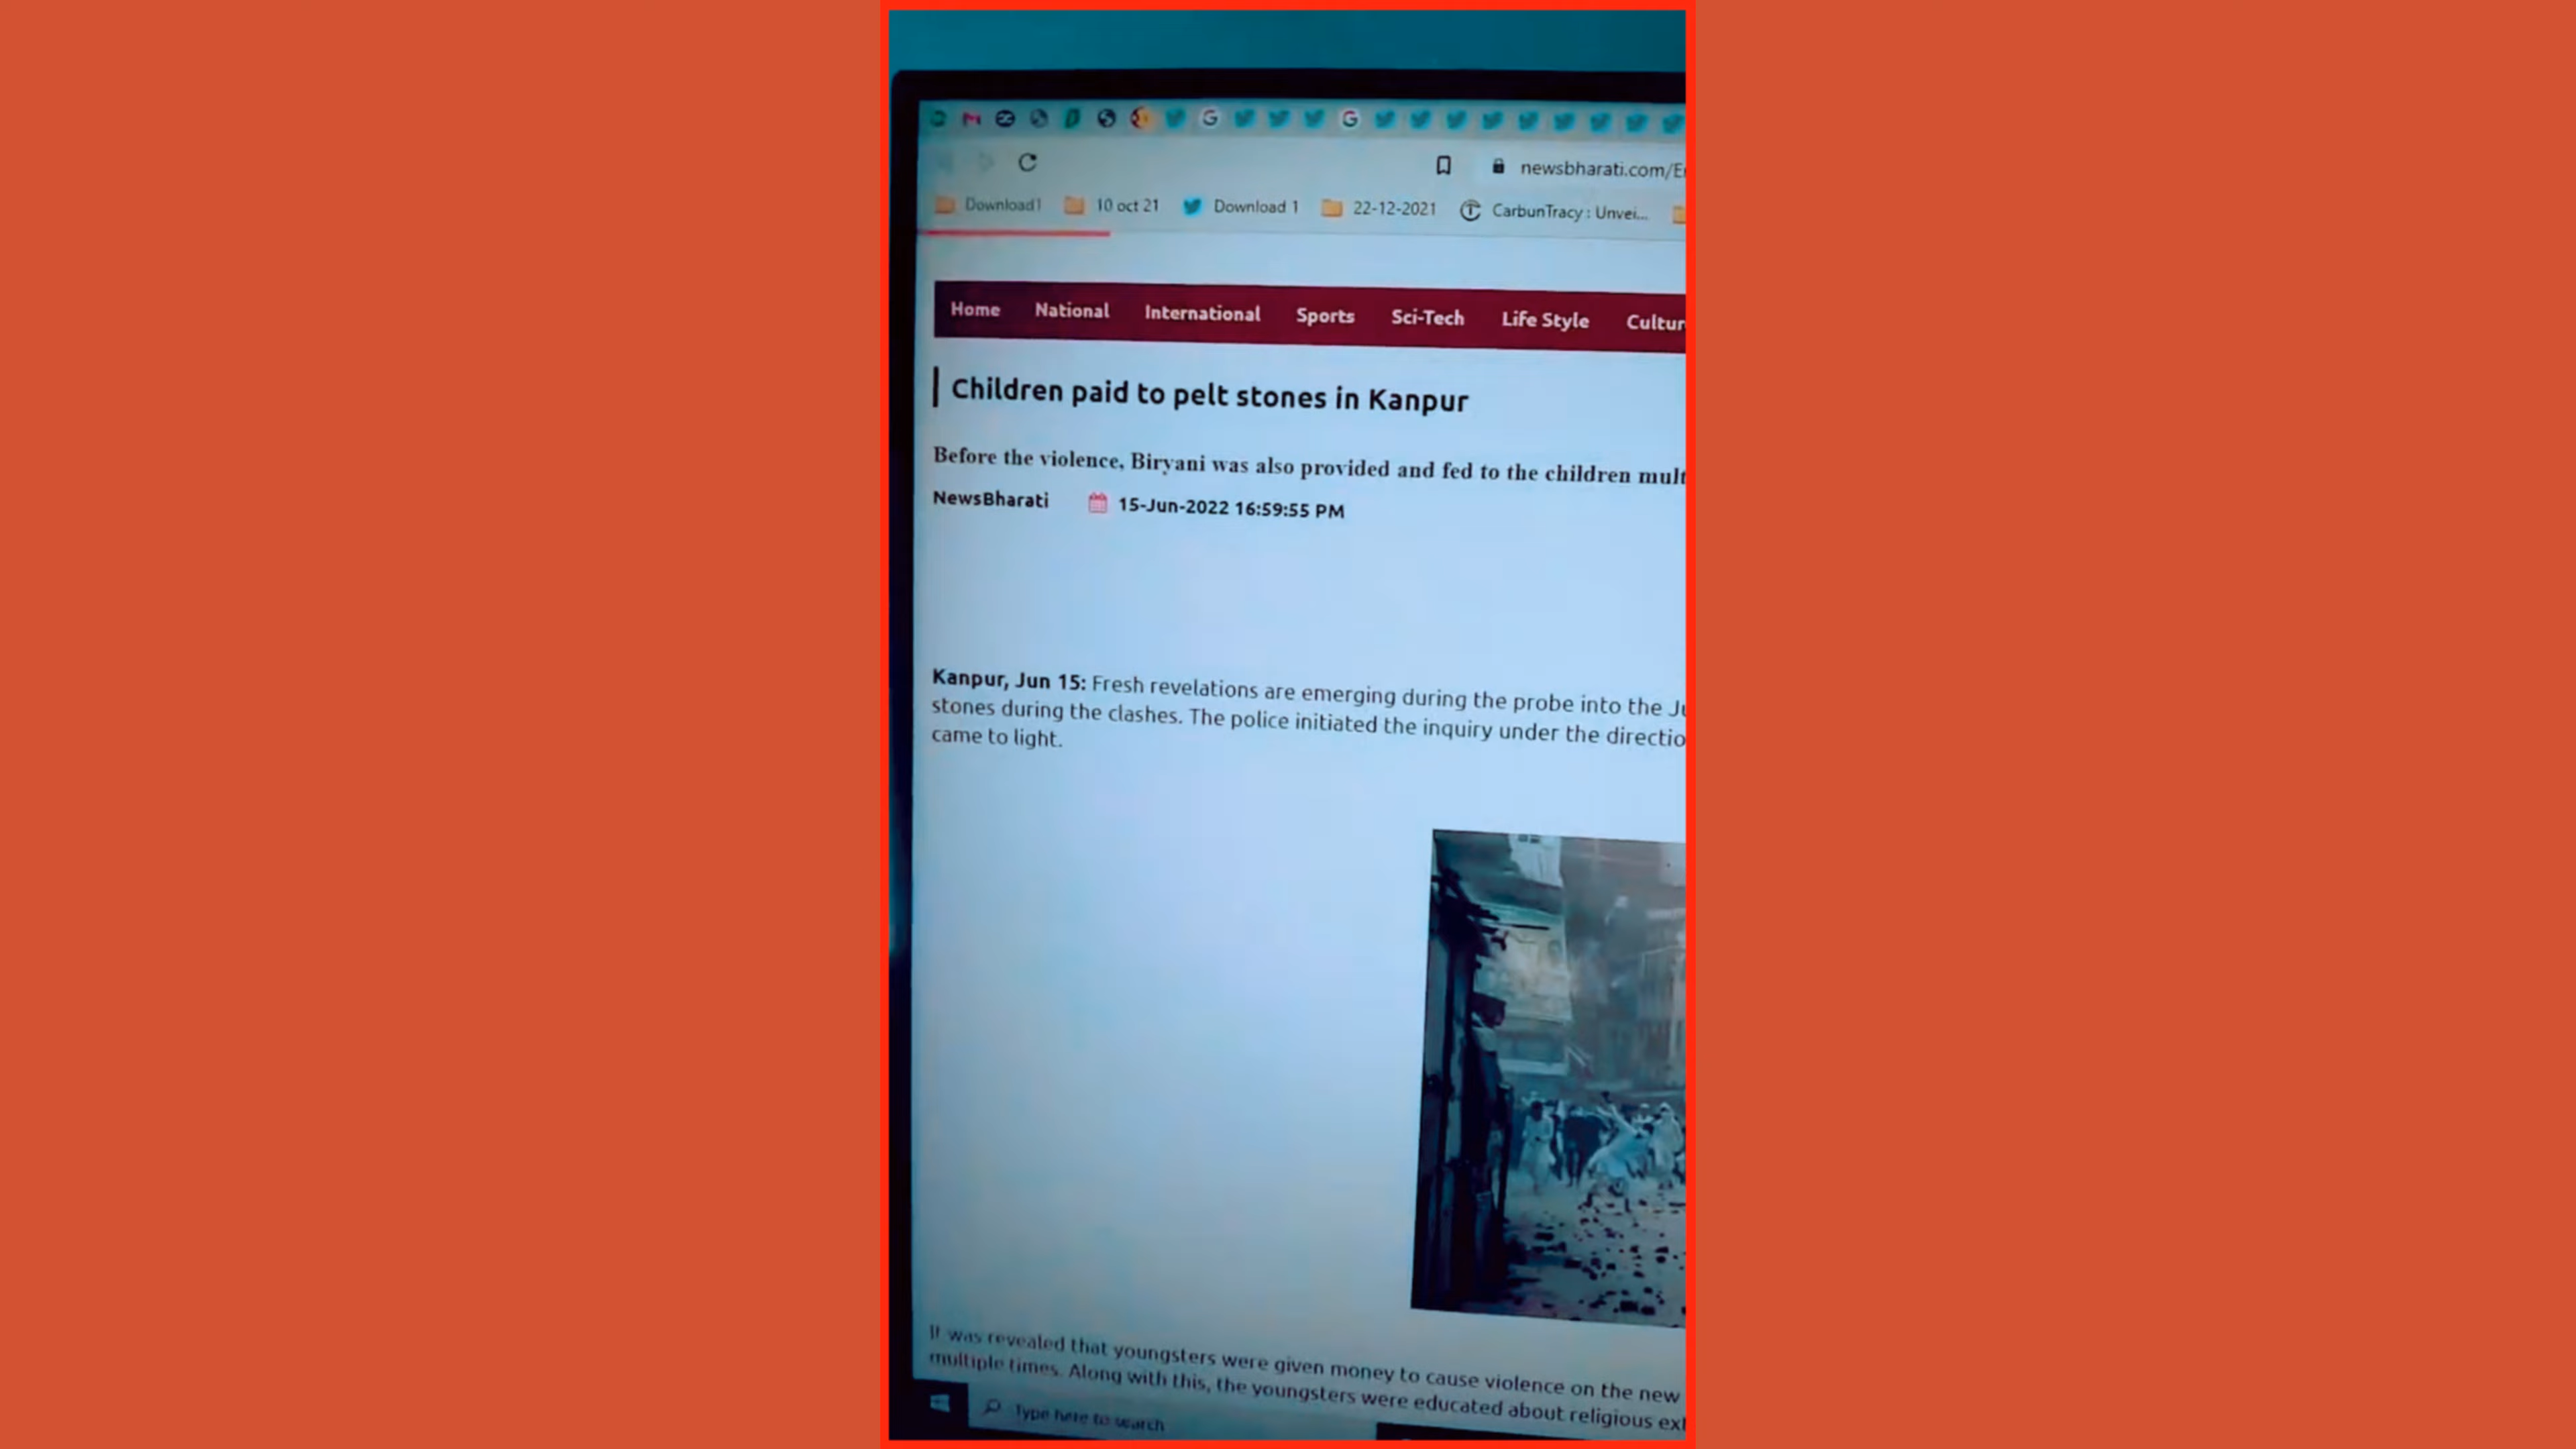 newsbharati.com/E
Download1 10 oct 21 Download 1 22-12-2021 CarbunTracy : Unvei...
Home National International Sports Sci-Tech Life Style Cultur
Children paid to pelt stones in Kanpur
Before the violence, Biryani was also provided and fed to the children mult
NewsBharati 15-Jun-2022 16:59:55 PM
Kanpur, Jun 15: Fresh revelations are emerging during the probe into the Ju
stones during the clashes. The police initiated the inquiry under the directio
came to light.
It was revealed that youngsters were given money to cause violence on the new
multiple times. Along with this, the youngsters were educated about religious ext
Type here to search